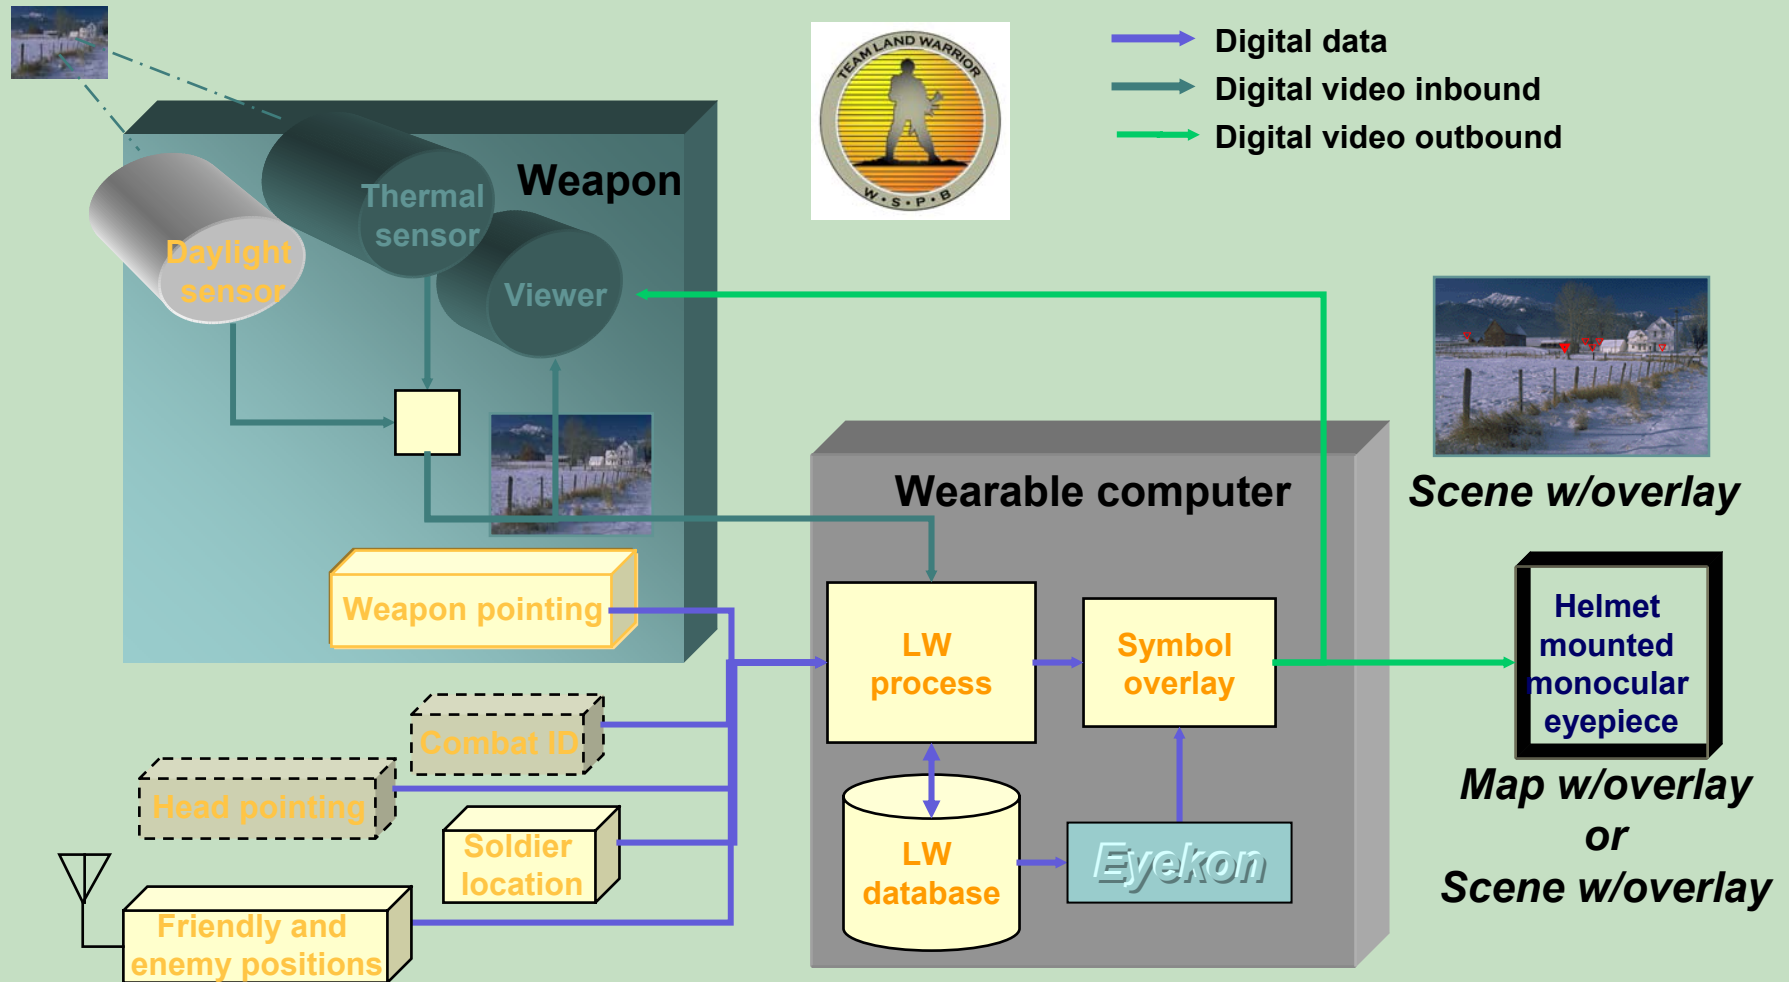 TEAM LAND WARRIOR
W • S • P • B
Digital data
Digital video inbound
Digital video outbound
Weapon
Thermal
sensor
Daylight
sensor
Viewer
Weapon pointing
Combat ID
Head pointing
Soldier
location
Friendly and
enemy positions
Wearable computer
LW
process
Symbol
overlay
LW
database
Eyekon
Scene w/overlay
Helmet
mounted
monocular
eyepiece
Map w/overlay
or
Scene w/overlay